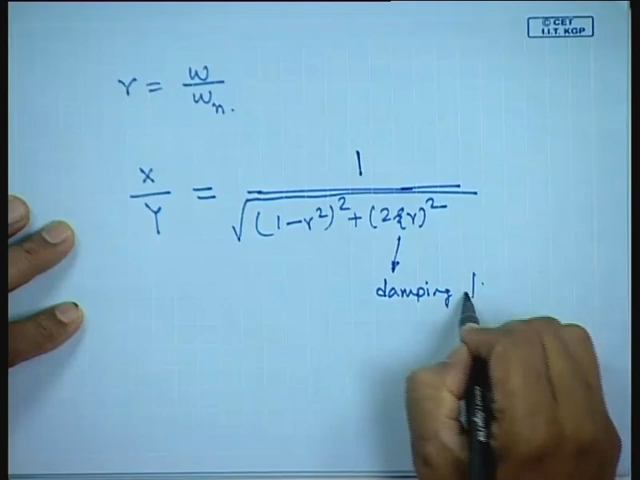 © CET
I.I.T. KGP
r = ω/ωn.
X/Y = 1/√((1-r²)² + (2ξr)²)
damping